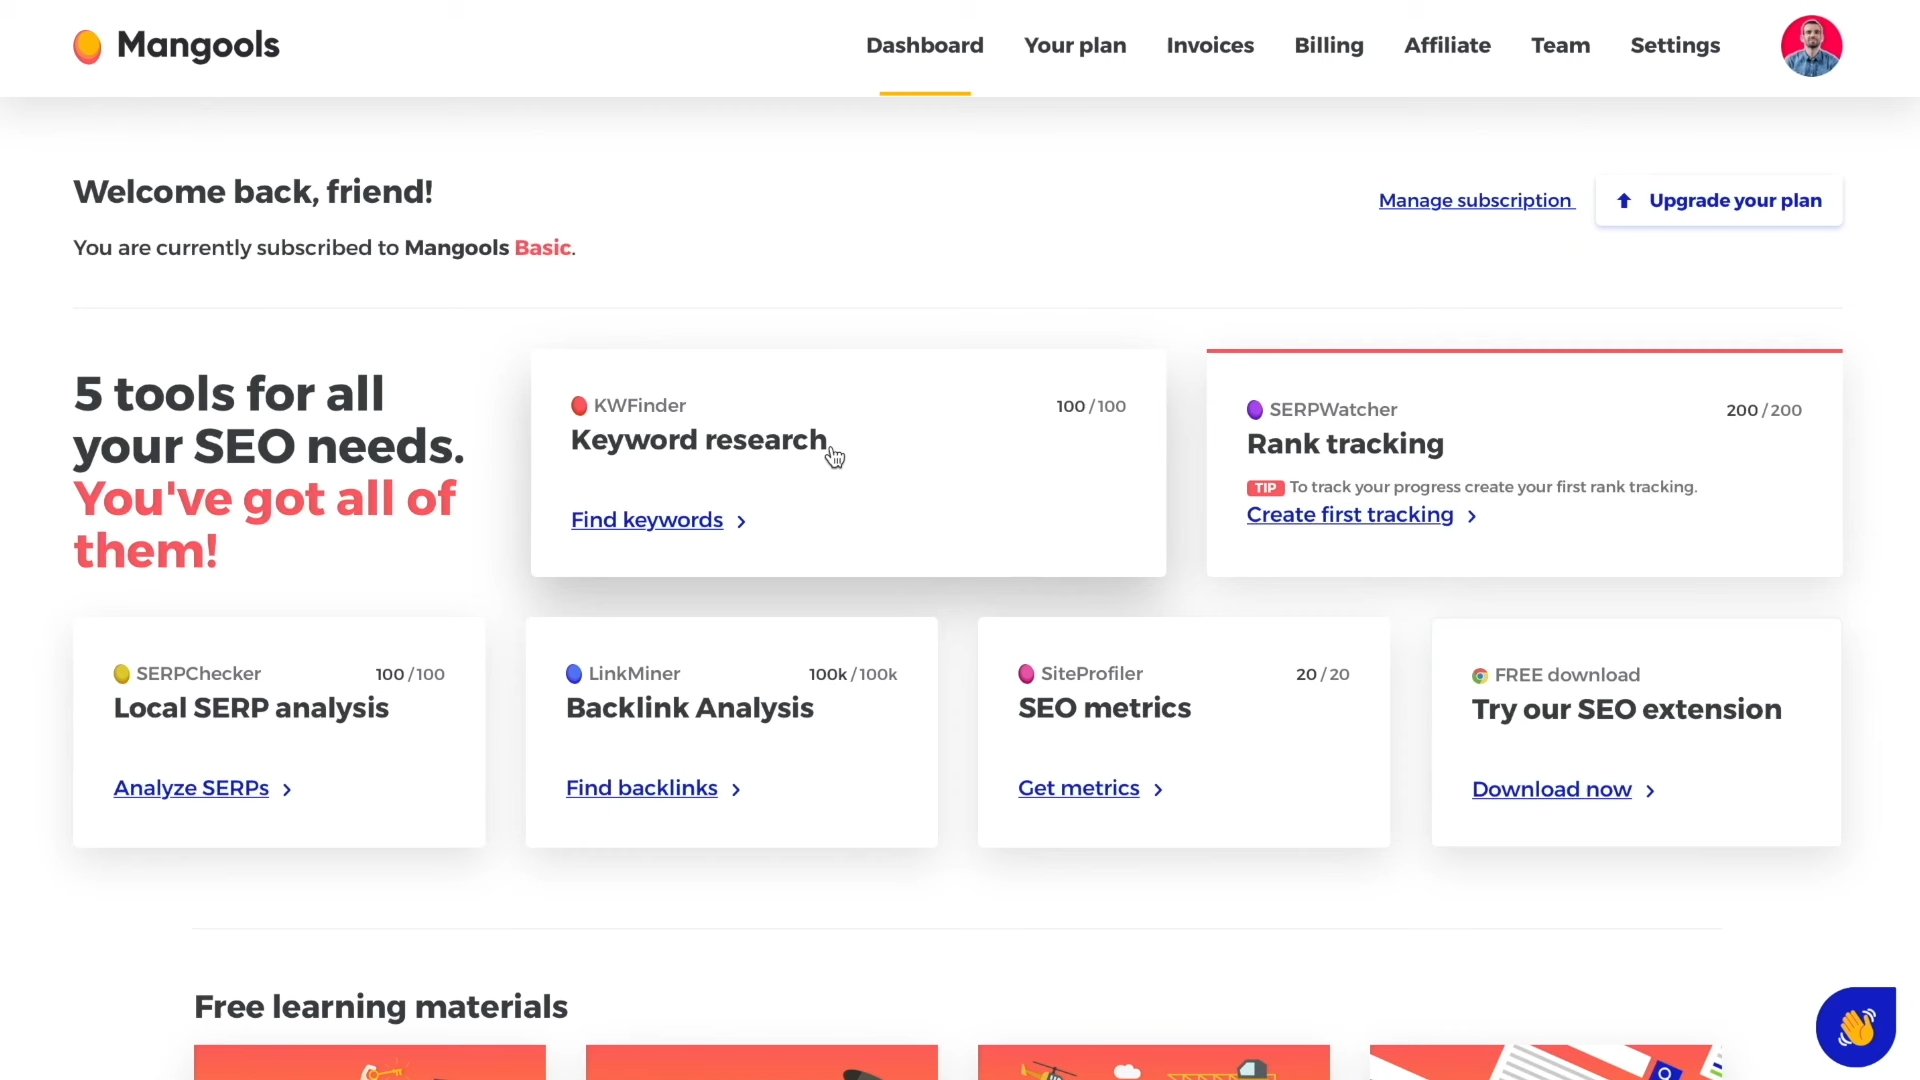 Mangools
Dashboard
Your plan
Invoices
Billing
Affiliate
Team
Settings
Welcome back, friend!
You are currently subscribed to Mangools Basic.
Manage subscription
Upgrade your plan
5 tools for all
your SEO needs.
You've got all of
them!
KWFinder
100/100
Keyword research
Find keywords
SERPWatcher
200/200
Rank tracking
TIP To track your progress create your first rank tracking.
Create first tracking
SERPChecker
100/100
Local SERP analysis
Analyze SERPs
LinkMiner
100k/100k
Backlink Analysis
Find backlinks
SiteProfiler
20/20
SEO metrics
Get metrics
FREE download
Try our SEO extension
Download now
Free learning materials